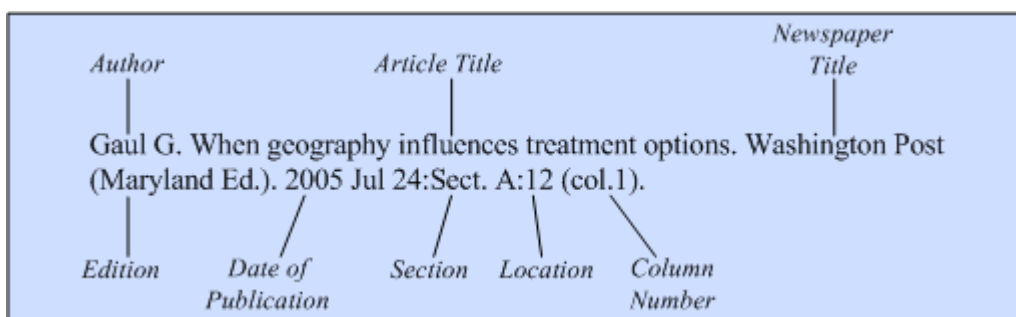 Newspaper
Author Article Title Title
Gaul G. When geography influences treatment options. Washington Post
(Maryland Ed.). 2005 Jul 24:Sect. A:12 (col.1).
Edition Date of Section Location Column
Publication Number